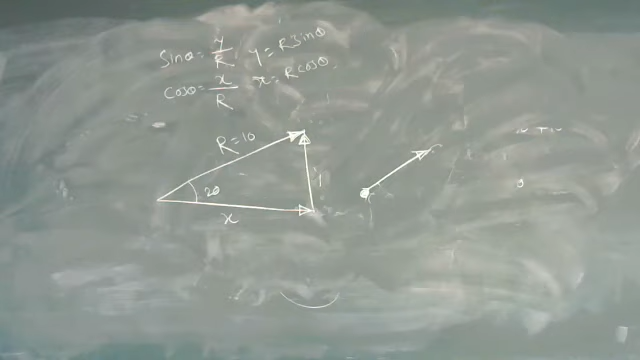 Sinθ = y/R, y = R sinθ
Cosθ = x/R x = R cosθ.
R = 10
20
x